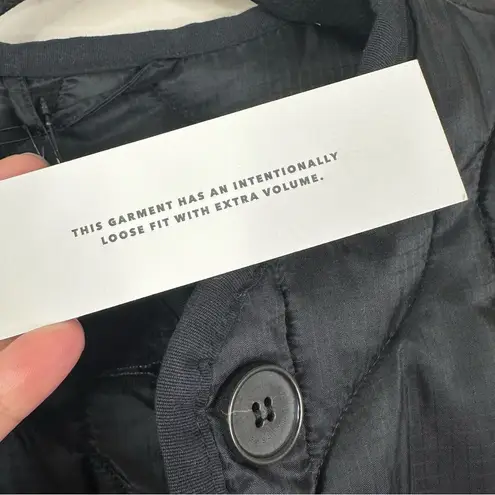 THIS GARMENT HAS AN INTENTIONALLY
LOOSE FIT WITH EXTRA VOLUME.